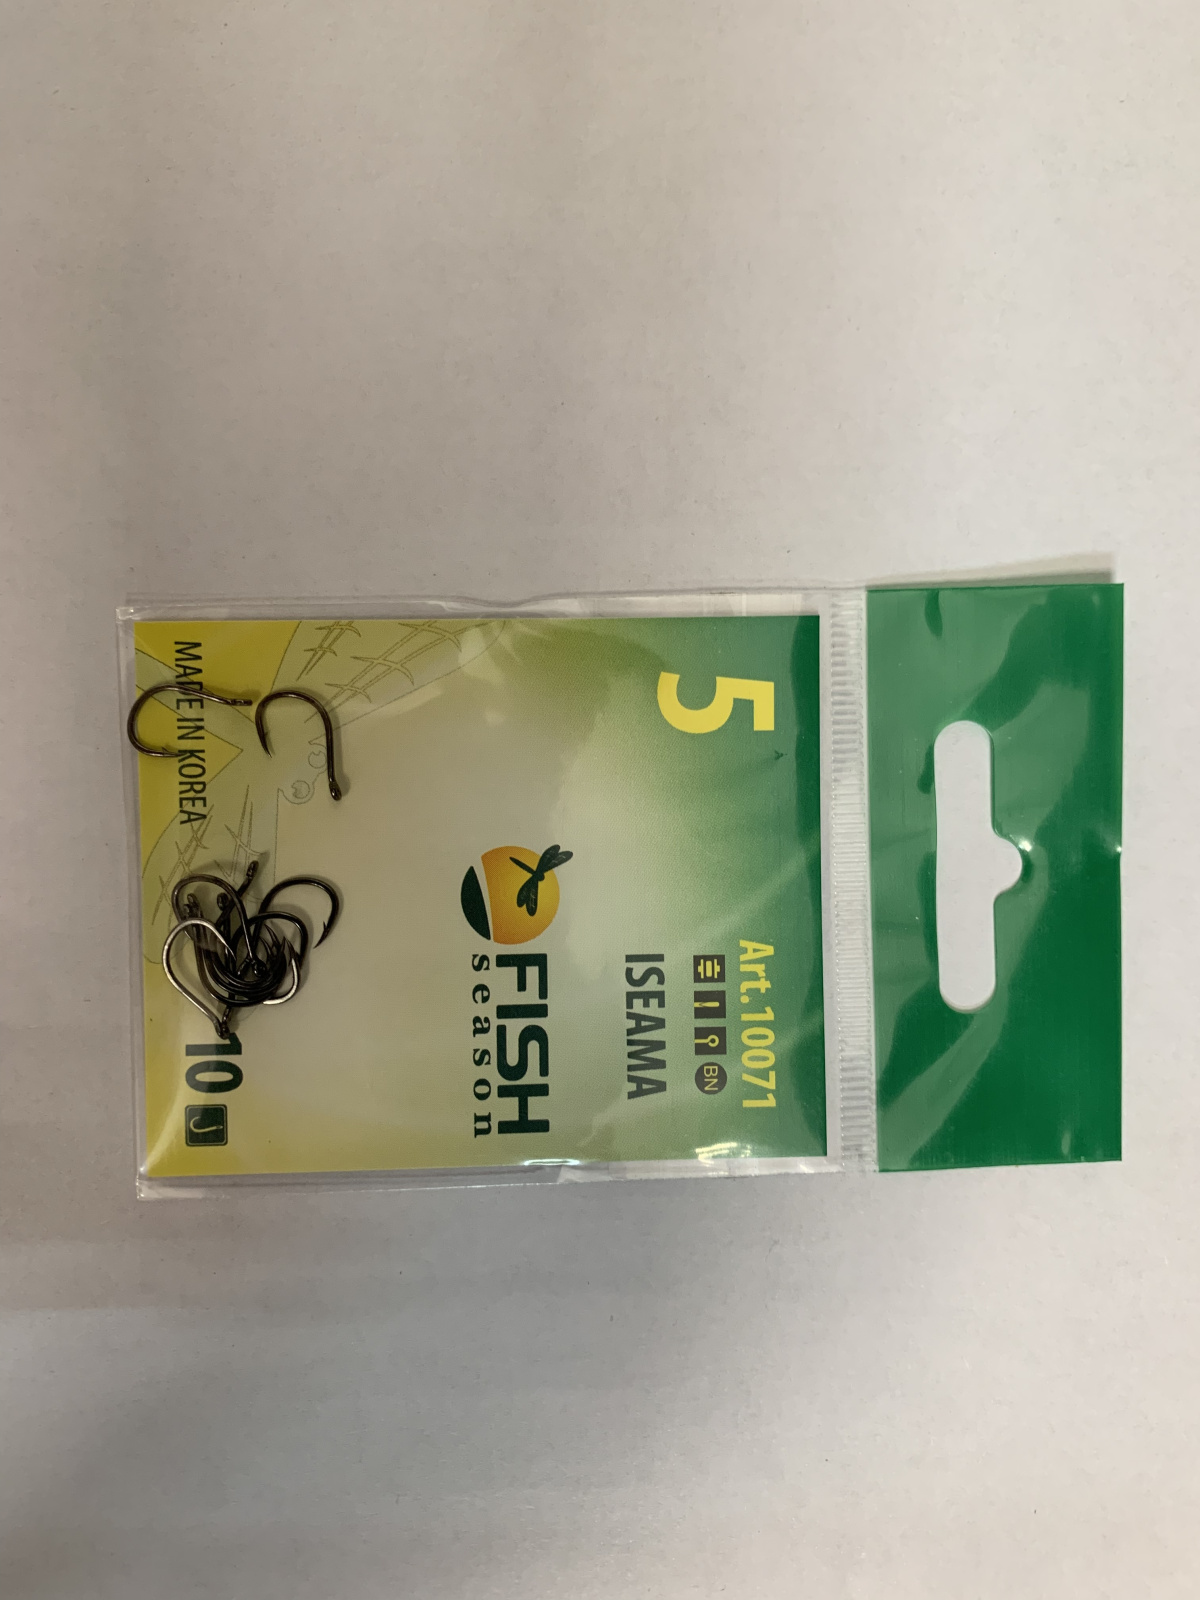 5
Art.10071
BN
ISEAMA
FISH
season
MADE IN KOREA
10